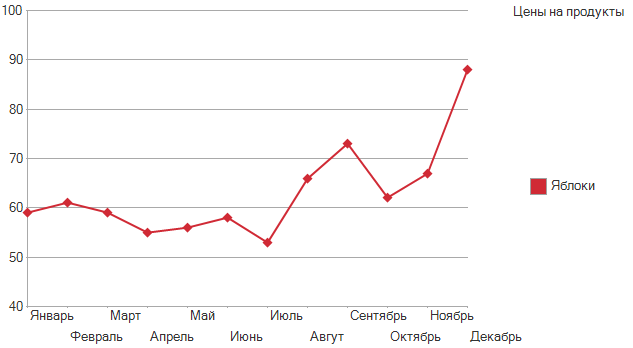 Цены на продукты
100
90
80
70
60
50
40
Яблоки
Январь Март Май Июль Сентябрь Ноябрь
Февраль Апрель Июнь Авгут Октябрь Декабрь